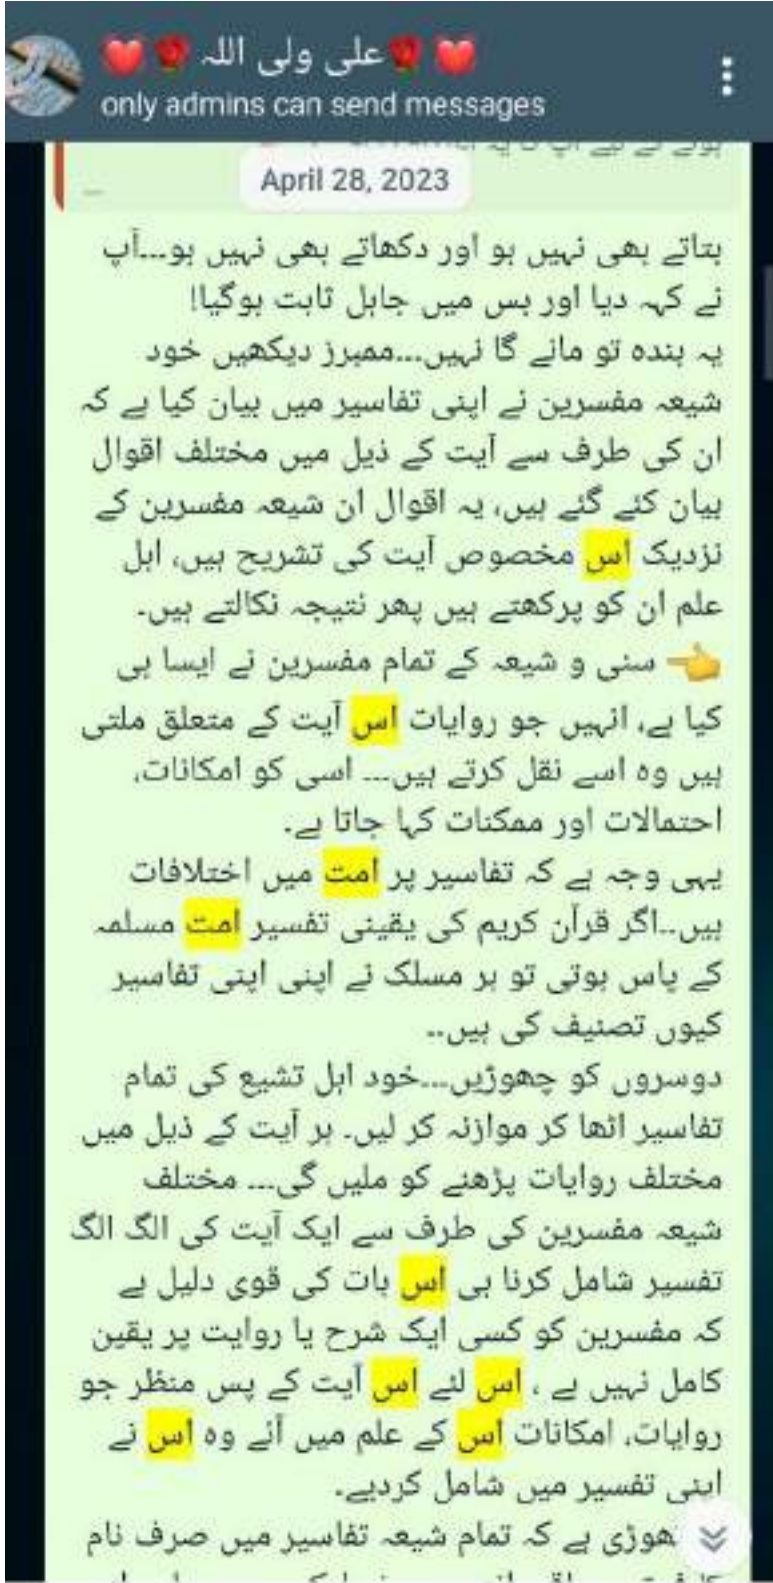 ❤️🌹علی ولی اللہ🌹❤️
only admins can send messages
April 28, 2023
بتاتے بھی نہیں ہو اور دکھاتے بھی نہیں ہو...آپ
نے کہہ دیا اور بس میں جاہل ثابت ہوگیا!
یہ بندہ تو مانے گا نہیں...ممبرز دیکھیں خود
شیعہ مفسرین نے اپنی تفاسیر میں بیان کیا ہے کہ
ان کی طرف سے آیت کے ذیل میں مختلف اقوال
بیان کئے گئے ہیں، یہ اقوال ان شیعہ مفسرین کے
نزدیک اس مخصوص آیت کی تشریح ہیں، اہل
علم ان کو پرکھتے ہیں پھر نتیجہ نکالتے ہیں۔
👈 سنی و شیعہ کے تمام مفسرین نے ایسا ہی
کیا ہے، انہیں جو روایات اس آیت کے متعلق ملتی
ہیں وہ اسے نقل کرتے ہیں... اسی کو امکانات،
احتمالات اور ممکنات کہا جاتا ہے۔
یہی وجہ ہے کہ تفاسیر پر امت میں اختلافات
ہیں..اگر قرآن کریم کی یقینی تفسیر امت مسلمہ
کے پاس ہوتی تو ہر مسلک نے اپنی اپنی تفاسیر
کیوں تصنیف کی ہیں..
دوسروں کو چھوڑیں...خود اہل تشیع کی تمام
تفاسیر اٹھا کر موازنہ کر لیں۔ ہر آیت کے ذیل میں
مختلف روایات پڑھنے کو ملیں گی... مختلف
شیعہ مفسرین کی طرف سے ایک آیت کی الگ الگ
تفسیر شامل کرنا ہی اس بات کی قوی دلیل ہے
کہ مفسرین کو کسی ایک شرح یا روایت پر یقین
کامل نہیں ہے ، اس لئے اس آیت کے پس منظر جو
روایات، امکانات اس کے علم میں آئے وہ اس نے
اپنی تفسیر میں شامل کردیے۔
ہے کہ تمام شیعہ تفاسیر میں صرف نام